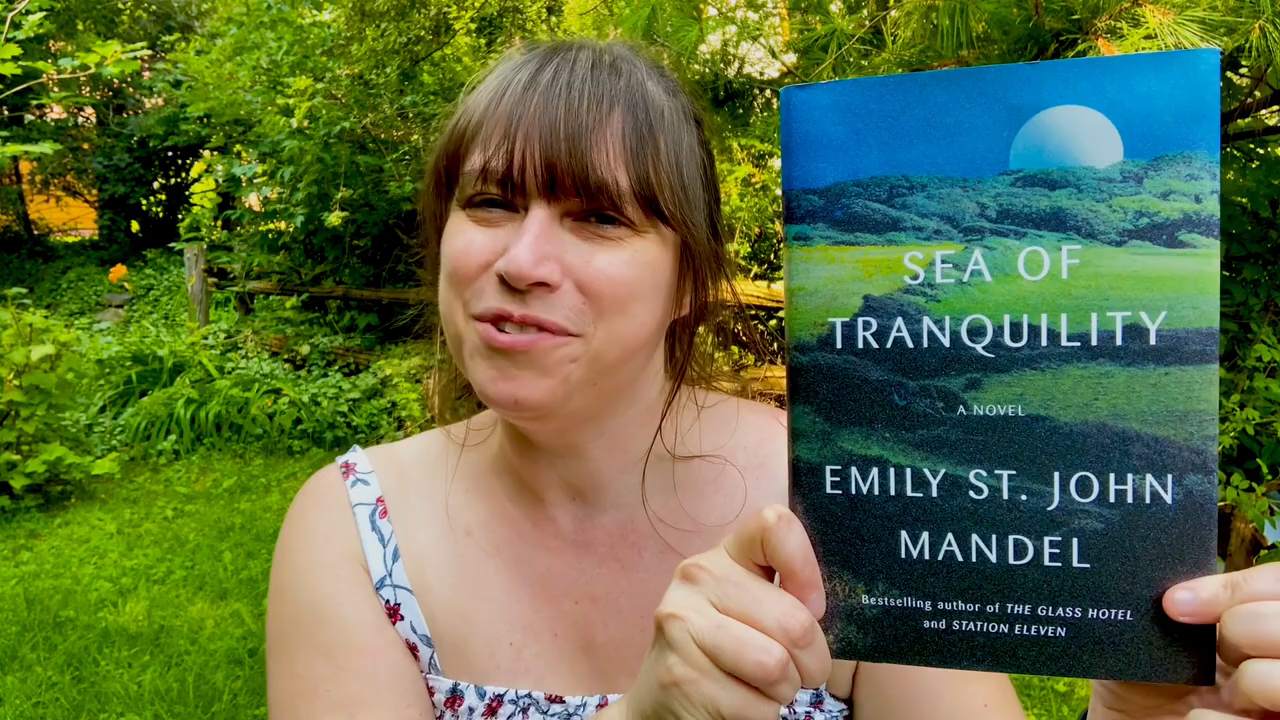 SEA OF
TRANQUILITY
A NOVEL
EMILY ST. JOHN
MANDEL
Bestselling author of THE GLASS HOTEL
and STATION ELEVEN